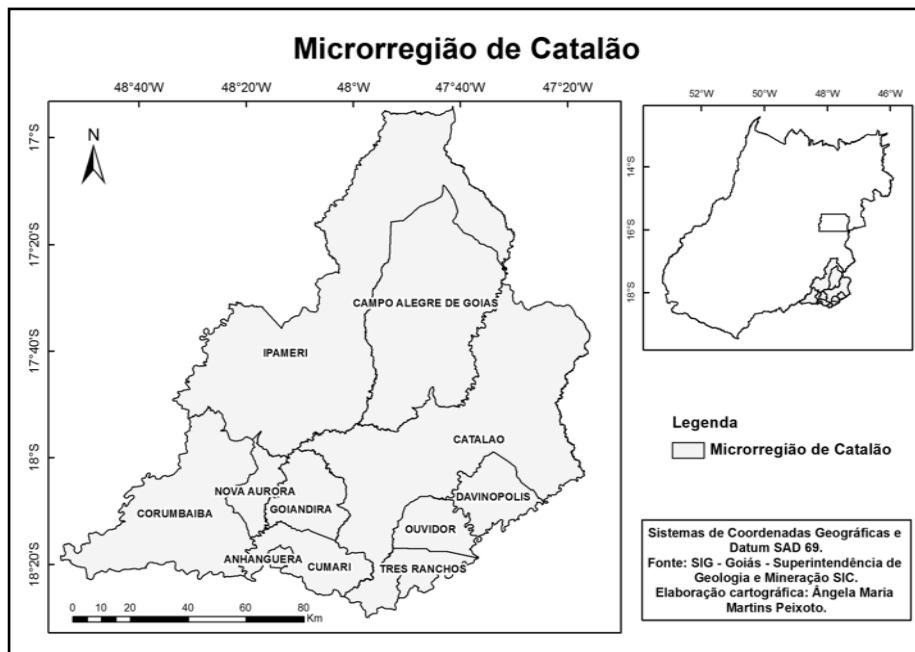 Microrregião de Catalão
48°40'W 48°20'W 48°W 47°40'W 47°20'W
52°W 50°W 48°W 46°W
17°S
17°20'S
17°40'S
18°S
18°20'S
14°S
16°S
18°S
N
CAMPO ALEGRE DE GOIAS
IPAMERI
CATALAO
NOVA AURORA
DAVINOPOLIS
CORUMBAIBA
GOIANDIRA
OUVIDOR
ANHANGUERA
CUMARI
TRES RANCHOS
0 5 10 20 40 60 80
Km
Legenda
Microrregião de Catalão
Sistemas de Coordenadas Geográficas e
Datum SAD 69.
Fonte: SIG - Goiás - Superintendência de
Geologia e Mineração SIC.
Elaboração cartográfica: Ângela Maria
Martins Peixoto.